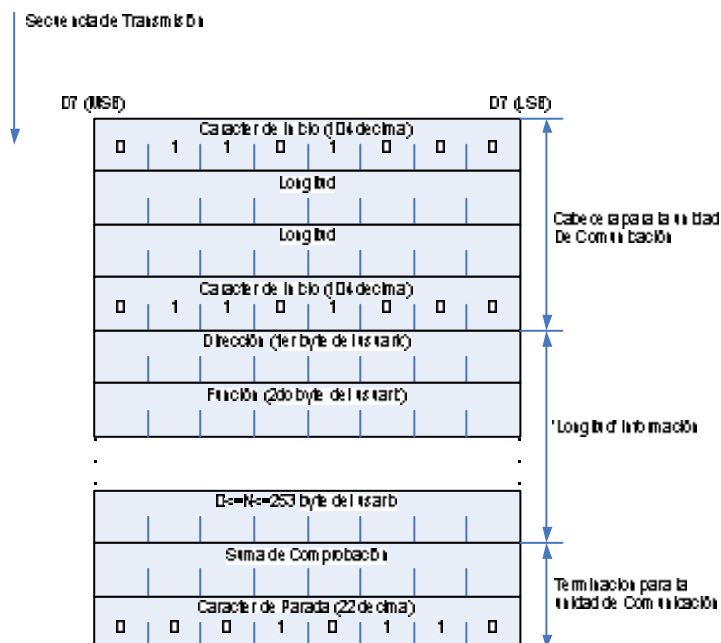 Secuencia de Transmisión
D7 (MSB) D7 (LSB)
Caracter de Inicio (104 decimal)
0 1 1 0 1 0 0 0
Longitud
Longitud
Cabecera para la unidad
De Comunicación
Caracter de Inicio (104 decimal)
0 1 1 0 1 0 0 0
Dirección (1er byte del usuario)
Función (2do byte del usuario)
'Longitud' Información
0<=N<=253 byte del usuario
Suma de Comprobación
Terminacion para la
unidad de Comunicación
Caracter de Parada (22 decimal)
0 0 0 1 0 1 1 0